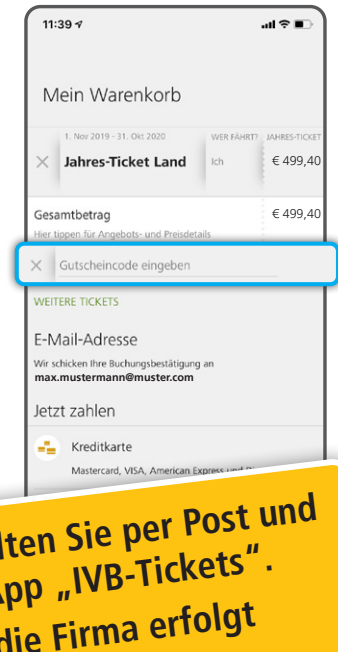 11:39
Mein Warenkorb
1. Nov 2019 - 31. Okt 2020 WER FÄHRT? JAHRES-TICKET
Jahres-Ticket Land Ich € 499,40
Gesamtbetrag € 499,40
Hier tippen für Angebots- und Preisdetails
Gutscheincode eingeben
WEITERE TICKETS
E-Mail-Adresse
Wir schicken Ihre Buchungsbestätigung an
max.mustermann@muster.com
Jetzt zahlen
Kreditkarte
Mastercard, VISA, American Express und
lten Sie per Post und
pp „IVB-Tickets“.
die Firma erfolgt